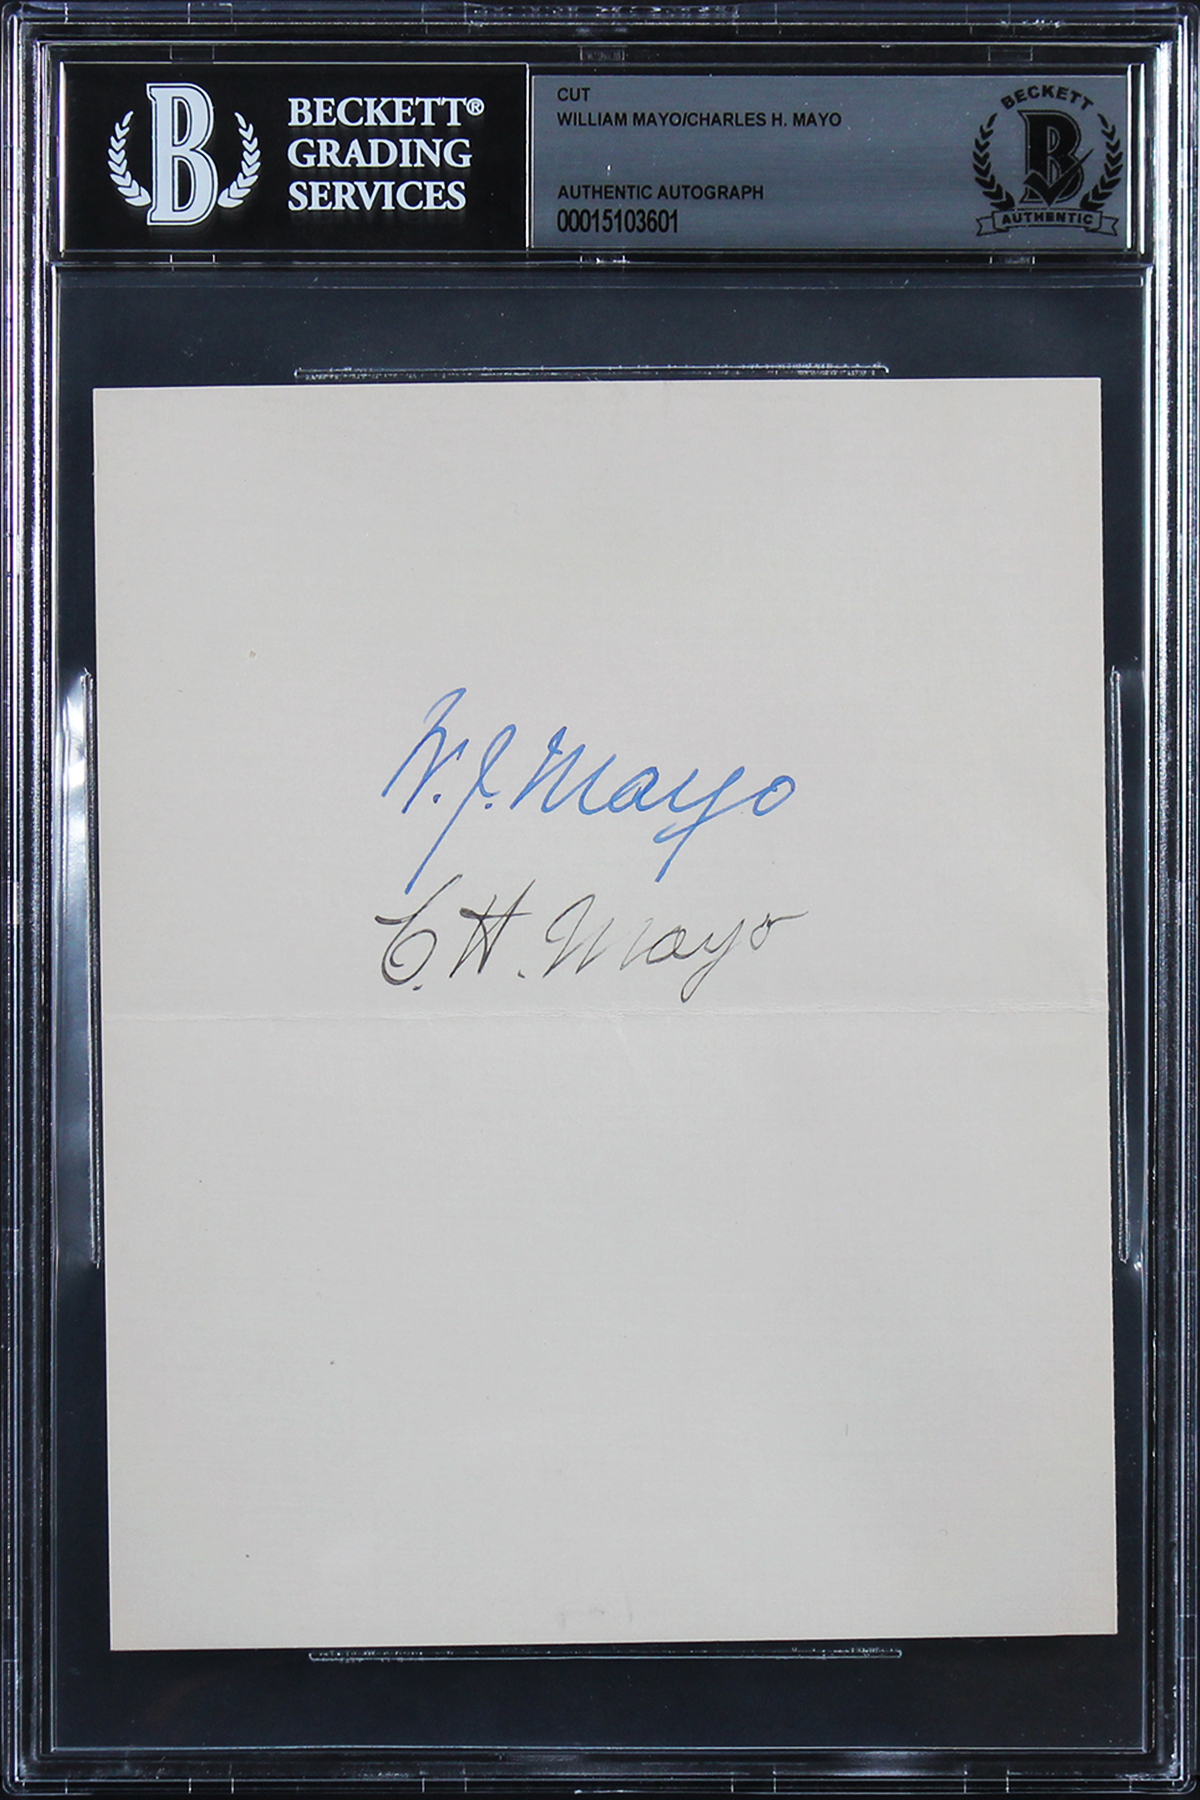 B
BECKETT®
GRADING
SERVICES
CUT
WILLIAM MAYO/CHARLES H. MAYO
AUTHENTIC AUTOGRAPH
00015103601
BECKETT
B
AUTHENTIC
W. J. Mayo
C. H. Mayo